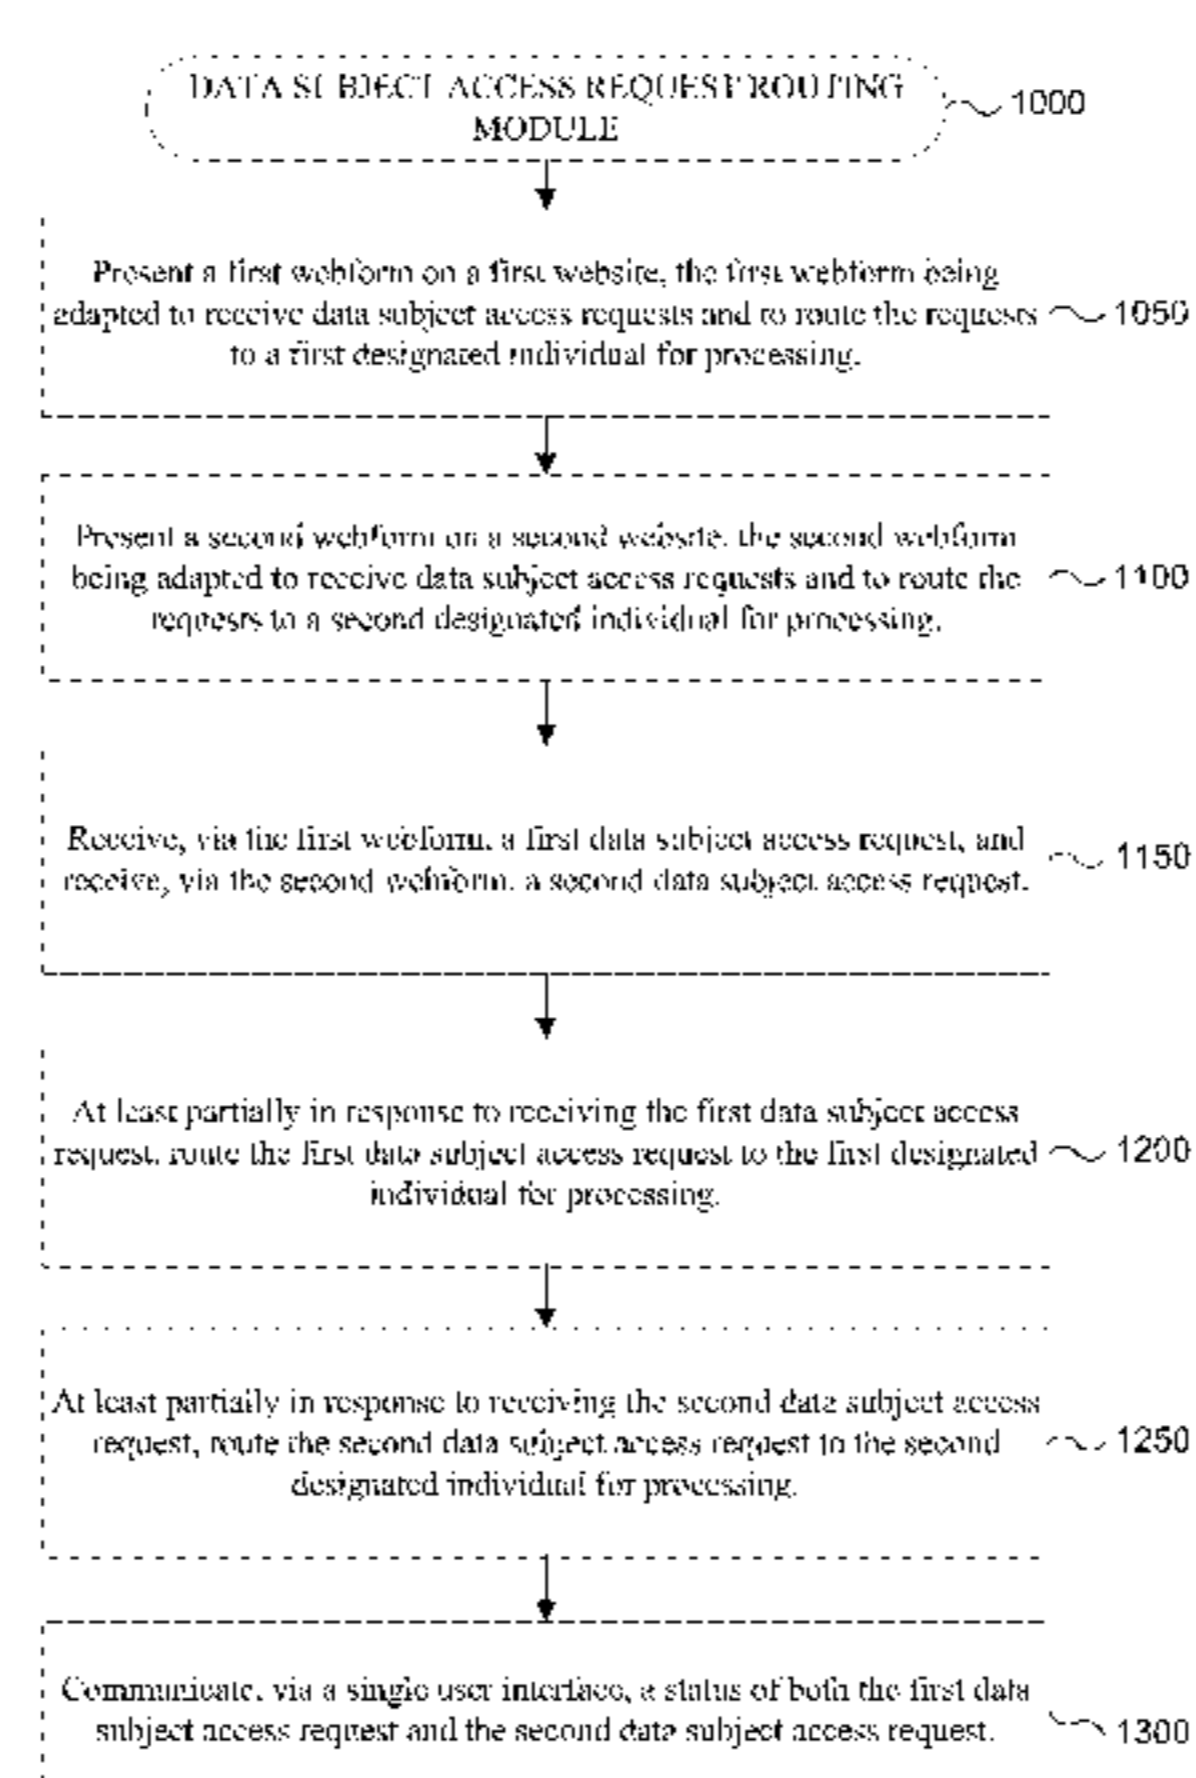 DATA SUBJECT ACCESS REQUEST ROUTING
MODULE
1000
Present a first webform on a first website, the first webform being
adapted to receive data subject access requests and to route the requests
to a first designated individual for processing.
1050
Present a second webform on a second website, the second webform
being adapted to receive data subject access requests and to route the
requests to a second designated individual for processing.
1100
Receive, via the first webform, a first data subject access request, and
receive, via the second webform, a second data subject access request.
1150
At least partially in response to receiving the first data subject access
request, route the first data subject access request to the first designated
individual for processing.
1200
At least partially in response to receiving the second data subject access
request, route the second data subject access request to the second
designated individual for processing.
1250
Communicate, via a single user interface, a status of both the first data
subject access request and the second data subject access request.
1300